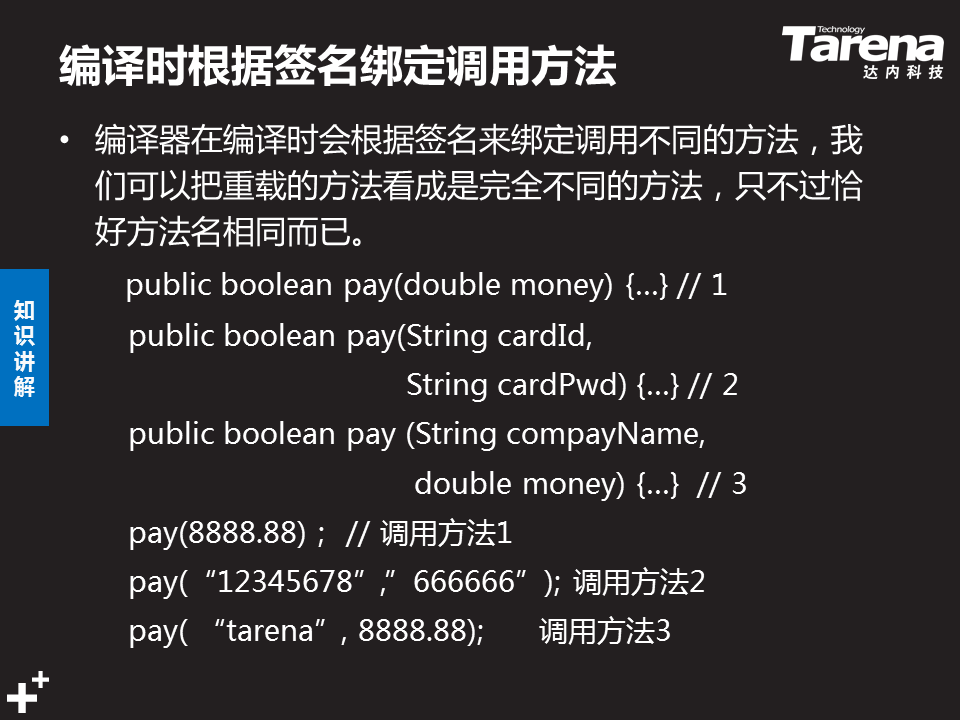 编译时根据签名绑定调用方法
Technology
Tarena
达内科技
• 编译器在编译时会根据签名来绑定调用不同的方法，我
们可以把重载的方法看成是完全不同的方法，只不过恰
好方法名相同而已。
public boolean pay(double money) {…} // 1
public boolean pay(String cardId,
String cardPwd) {…} // 2
public boolean pay (String compayName,
double money) {…} // 3
pay(8888.88)； // 调用方法1
pay(“12345678”,”666666”); 调用方法2
pay( “tarena”, 8888.88); 调用方法3
知
识
讲
解